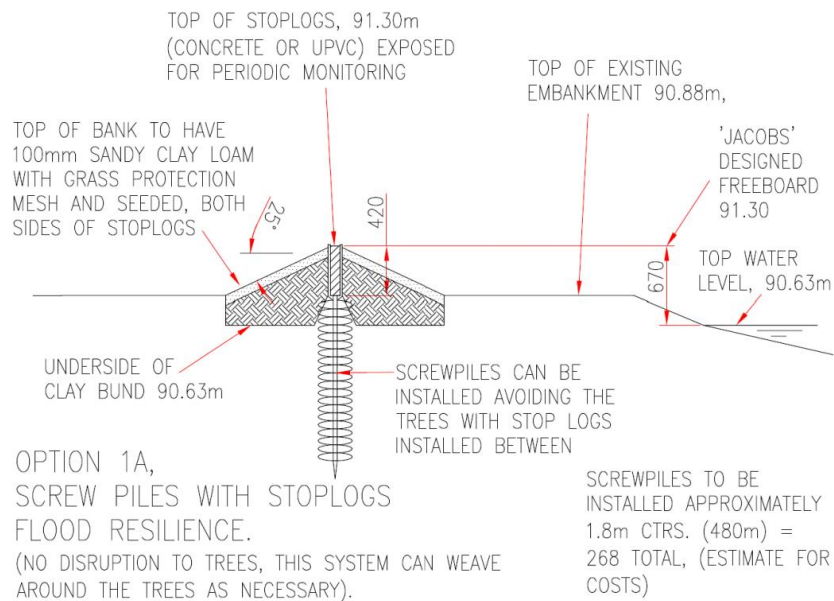 TOP OF STOPLOGS, 91.30m
(CONCRETE OR UPVC) EXPOSED
FOR PERIODIC MONITORING
TOP OF EXISTING
EMBANKMENT 90.88m,
TOP OF BANK TO HAVE
100mm SANDY CLAY LOAM
WITH GRASS PROTECTION
MESH AND SEEDED, BOTH
SIDES OF STOPLOGS
25°
420
'JACOBS'
DESIGNED
FREEBOARD
91.30
670
TOP WATER
LEVEL, 90.63m
UNDERSIDE OF
CLAY BUND 90.63m
SCREWPILES CAN BE
INSTALLED AVOIDING THE
TREES WITH STOP LOGS
INSTALLED BETWEEN
OPTION 1A,
SCREW PILES WITH STOPLOGS
FLOOD RESILIENCE.
(NO DISRUPTION TO TREES, THIS SYSTEM CAN WEAVE
AROUND THE TREES AS NECESSARY).
SCREWPILES TO BE
INSTALLED APPROXIMATELY
1.8m CTRS. (480m) =
268 TOTAL, (ESTIMATE FOR
COSTS)